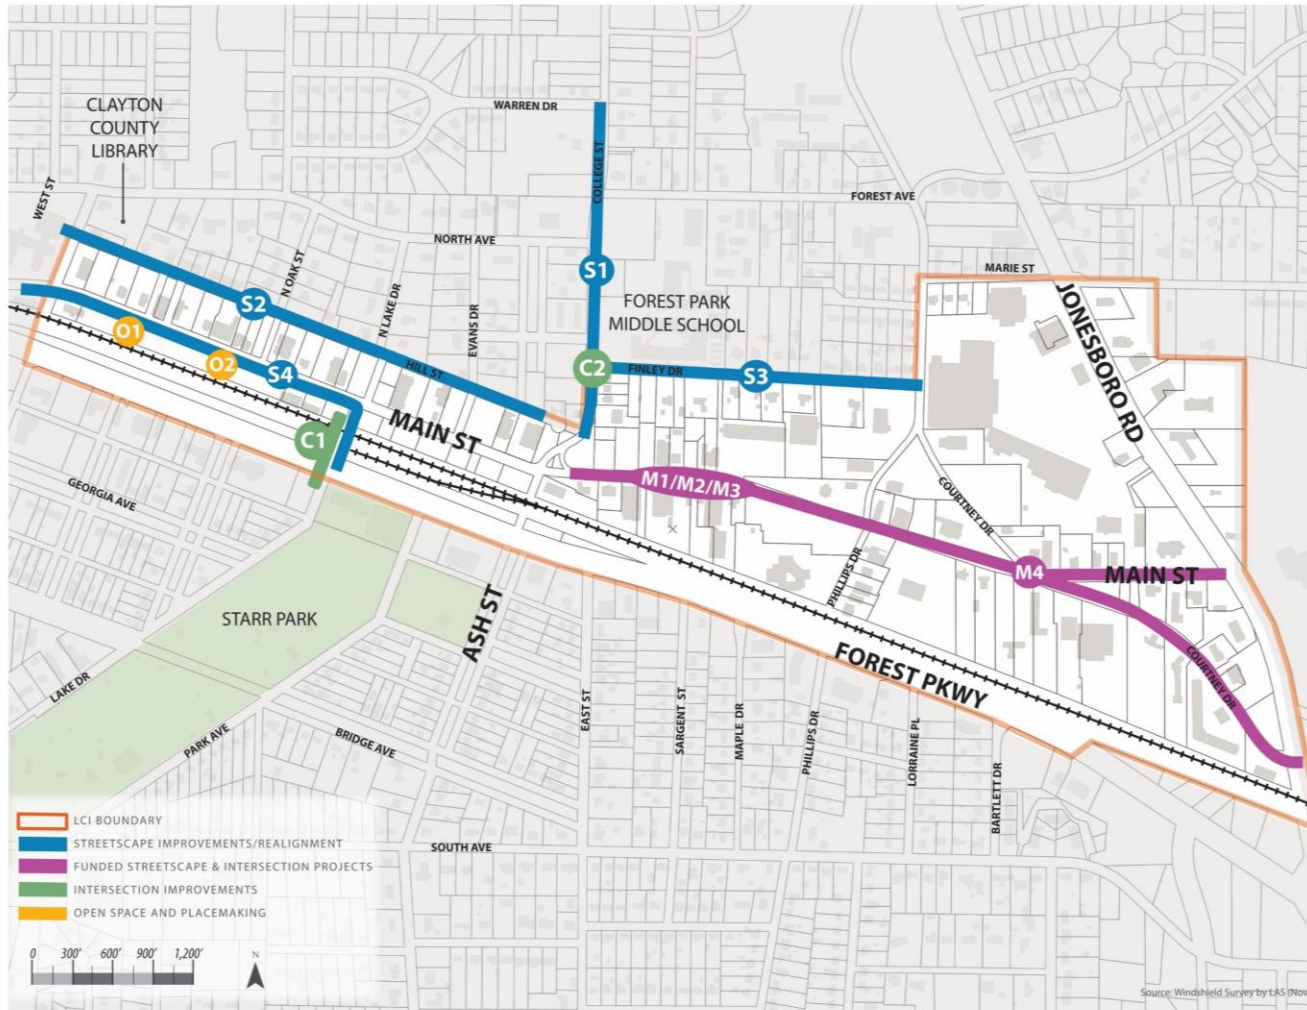 WARREN DR
CLAYTON
COUNTY
LIBRARY
COLLEGE ST
WEST ST
FOREST AVE
NORTH AVE
N OAK ST
MARIE ST
S1
JONESBORO RD
S2
N LAKE DR
EVANS DR
FOREST PARK
MIDDLE SCHOOL
O1
O2
S4
HILL ST
C2
FINLEY DR
S3
MAIN ST
C1
M1/M2/M3
GEORGIA AVE
COURTNEY DR
PHILLIPS DR
M4
MAIN ST
STARR PARK
ASH ST
FOREST PKWY
COURTNEY DR
LAKE DR
PARK AVE
BRIDGE AVE
EAST ST
SARGENT ST
MAPLE DR
PHILLIPS DR
LORRAINE PL
BARTLETT DR
SOUTH AVE
LCI BOUNDARY
STREETSCAPE IMPROVEMENTS/REALIGNMENT
FUNDED STREETSCAPE & INTERSECTION PROJECTS
INTERSECTION IMPROVEMENTS
OPEN SPACE AND PLACEMAKING
0 300' 600' 900' 1,200'
N
Source: Windshield Survey by LAS (Nov